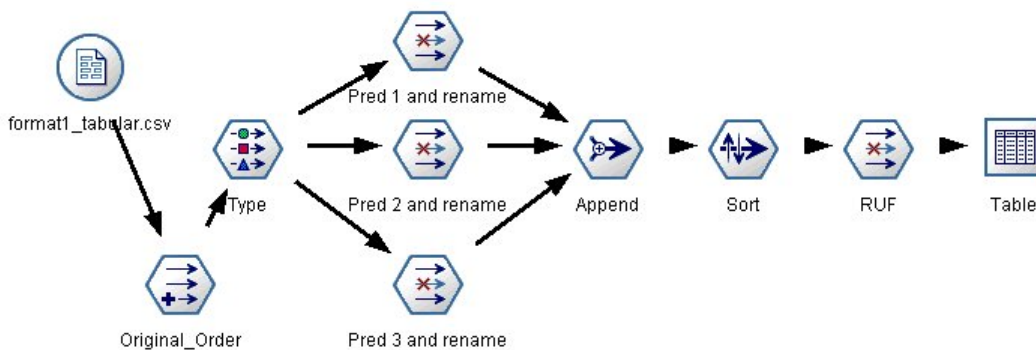 Pred 1 and rename
format1_tabular.csv
Type
Pred 2 and rename
Append
Sort
RUF
Table
Original_Order
Pred 3 and rename